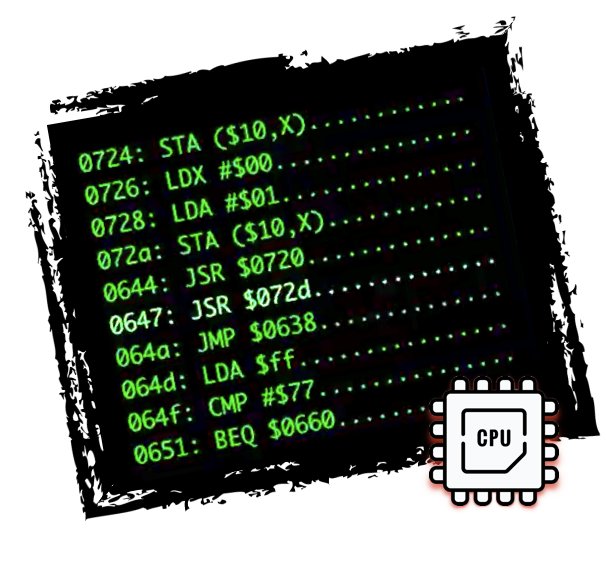 0724: STA ($10,X)............
0726: LDX #$00...............
0728: LDA #$01...............
072a: STA ($10,X)............
0644: JSR $0720..............
0647: JSR $072d..............
064a: JMP $0638..............
064d: LDA $ff................
064f: CMP #$77...............
0651: BEQ $0660.......
CPU